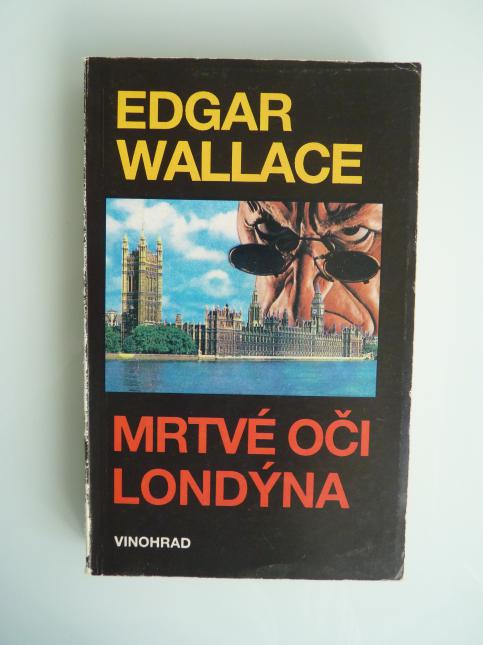 EDGAR
WALLACE
MRTVÉ OČI
LONDÝNA
VINOHRAD